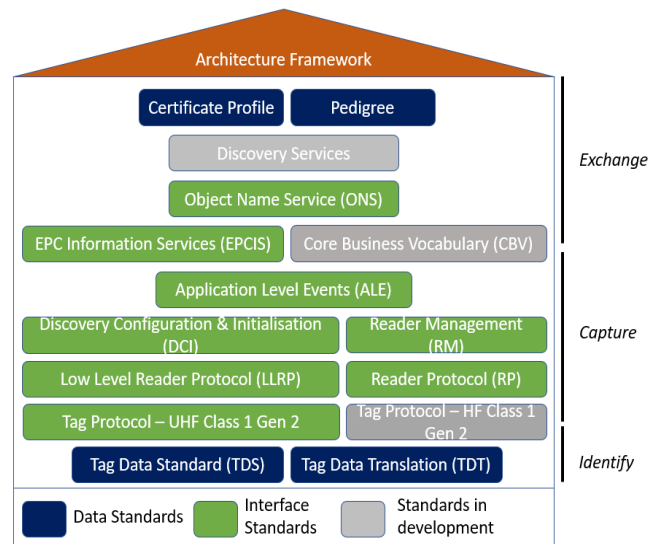 Architecture Framework
Certificate Profile
Pedigree
Discovery Services
Exchange
Object Name Service (ONS)
EPC Information Services (EPCIS)
Core Business Vocabulary (CBV)
Application Level Events (ALE)
Discovery Configuration & Initialisation
(DCI)
Reader Management
(RM)
Capture
Low Level Reader Protocol (LLRP)
Reader Protocol (RP)
Tag Protocol – UHF Class 1 Gen 2
Tag Protocol – HF Class 1
Gen 2
Tag Data Standard (TDS)
Tag Data Translation (TDT)
Identify
Data Standards
Interface
Standards
Standards in
development